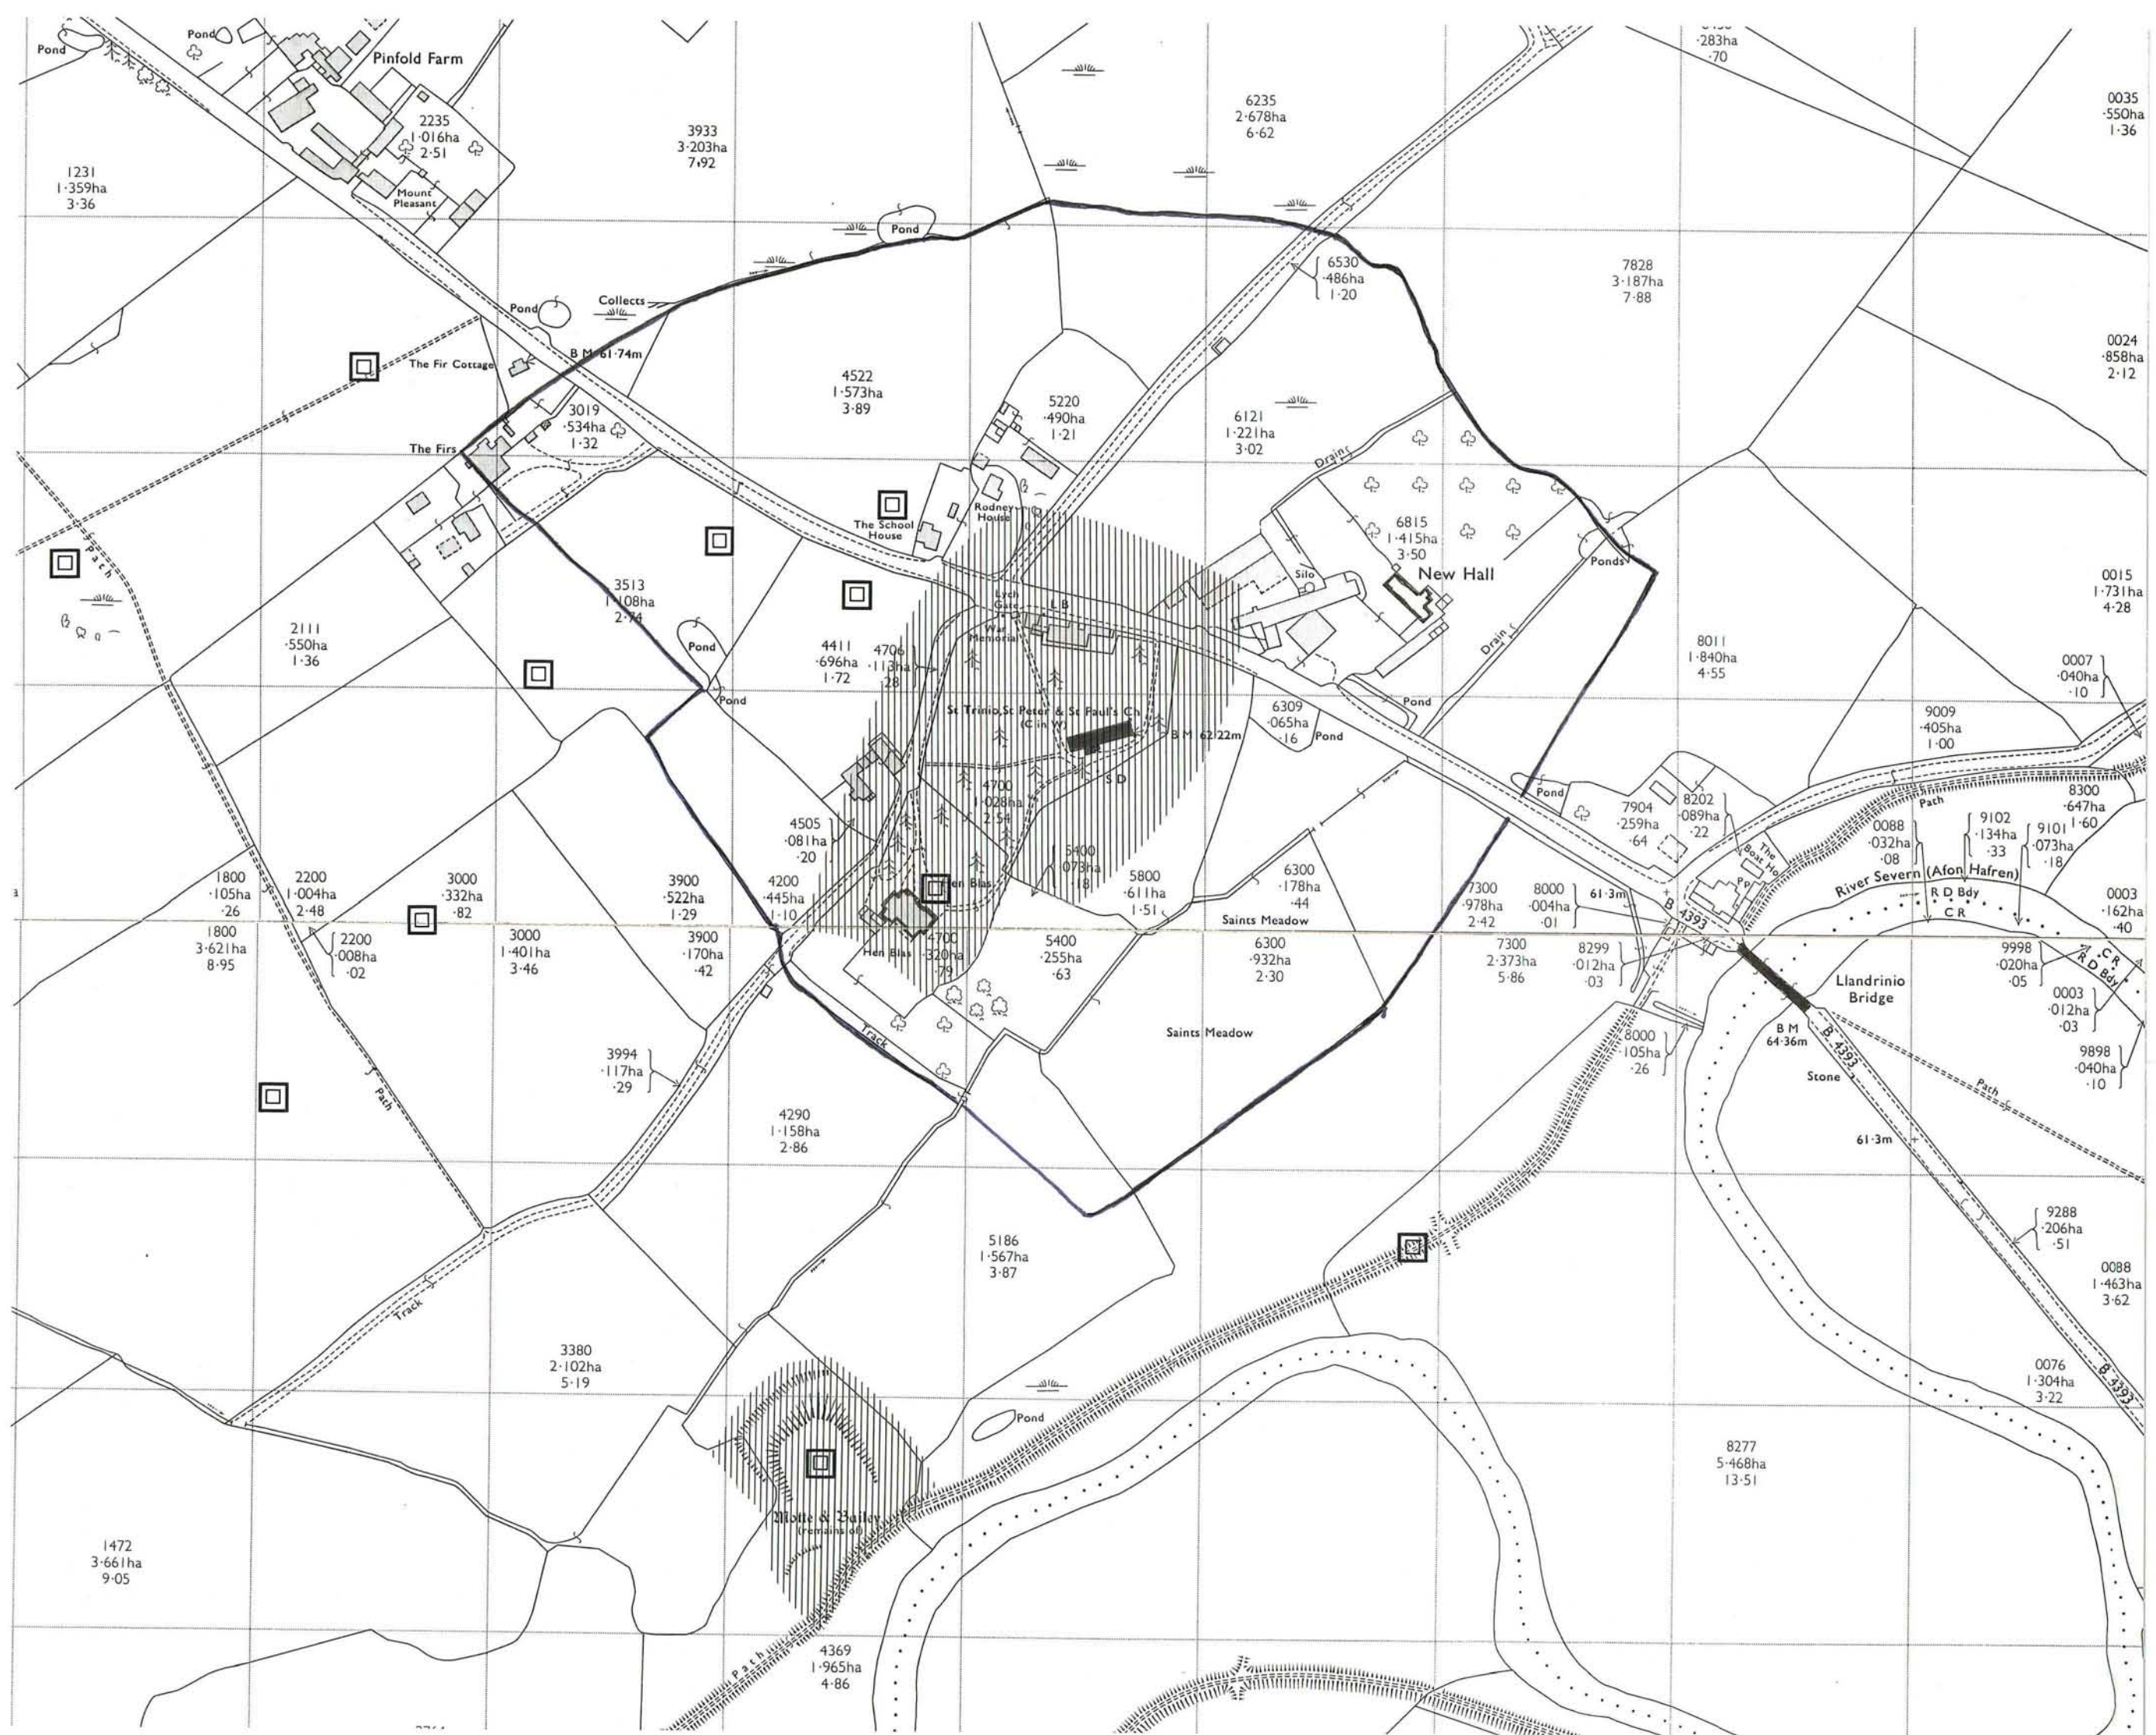 Pond
Pond
Pinfold Farm
·283ha
·70
2235
1·016ha
2·51
1231
1·359ha
3·36
Mount
Pleasant
3933
3·203ha
7·92
6235
2·678ha
6·62
0035
·550ha
1·36
Pond
6530
·486ha
1·20
7828
3·187ha
7·88
Pond
Collects
The Fir Cottage
B M 61·74m
0024
·858ha
2·12
3019
·534ha
1·32
The Firs
4522
1·573ha
3·89
5220
·490ha
1·21
6121
1·221ha
3·02
Drain
The School
House
Rodney
House
6815
1·415ha
3·50
Silo
New Hall
Ponds
Path
3513
1·108ha
2·74
0015
1·731ha
4·28
Lych
Gate
L B
War
Memorial
2111
·550ha
1·36
Pond
Pond
4411
·696ha
1·72
4706
·113ha
·28
Drain
8011
1·840ha
4·55
0007
·040ha
·10
St Trinio, St Peter & St Paul's Ch
(C in W)
B M 62·22m
6309
·065ha
·16
Pond
Pond
9009
·405ha
1·00
S D
4700
1·028ha
2·54
4505
·081ha
·20
Pond
7904
·259ha
·64
8202
·089ha
·22
The
Boat Ho
PP
Path
8300
·647ha
1·60
0088
·032ha
·08
9102
·134ha
·33
9101
·073ha
·18
River Severn (Afon Hafren)
R D Bdy
C R
1800
·105ha
·26
2200
1·004ha
2·48
3000
·332ha
·82
3900
·522ha
1·29
4200
·445ha
1·10
Hen Blas
5400
·073ha
·18
5800
·611ha
1·51
6300
·178ha
·44
Saints Meadow
7300
·978ha
2·42
8000
·004ha
·01
61·3m
B 4393
0003
·162ha
·40
1800
3·621ha
8·95
2200
·008ha
·02
3000
1·401ha
3·46
3900
·170ha
·42
Hen Blas
4700
·320ha
·79
5400
·255ha
·63
6300
·932ha
2·30
7300
2·373ha
5·86
8299
·012ha
·03
9998
·020ha
·05
C R
R D Bdy
Llandrinio
Bridge
0003
·012ha
·03
Track
Saints Meadow
8000
·105ha
·26
B M
64·36m
B 4393
Stone
9898
·040ha
·10
3994
·117ha
·29
Path
Path
4290
1·158ha
2·86
61·3m
9288
·206ha
·51
5186
1·567ha
3·87
0088
1·463ha
3·62
Track
3380
2·102ha
5·19
0076
1·304ha
3·22
B 4393
Pond
8277
5·468ha
13·51
Motte & Bailey
(remains of)
1472
3·661ha
9·05
4369
1·965ha
4·86
Path